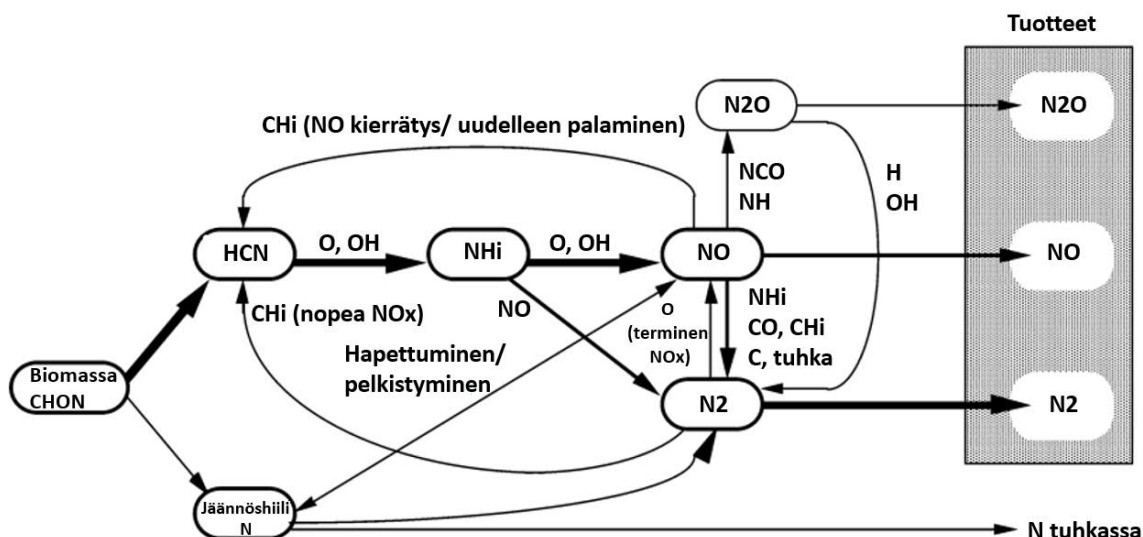 Tuotteet
N2O
N2O
CHi (NO kierrätys/ uudelleen palaminen)
NCO
NH
H
OH
HCN
O, OH
NHi
O, OH
NO
NO
CHi (nopea NOx)
NO
O
(terminen
NOx)
NHi
CO, CHi
C, tuhka
Hapettuminen/
pelkistyminen
Biomassa
CHON
N2
N2
Jäännöshiili
N
N tuhkassa